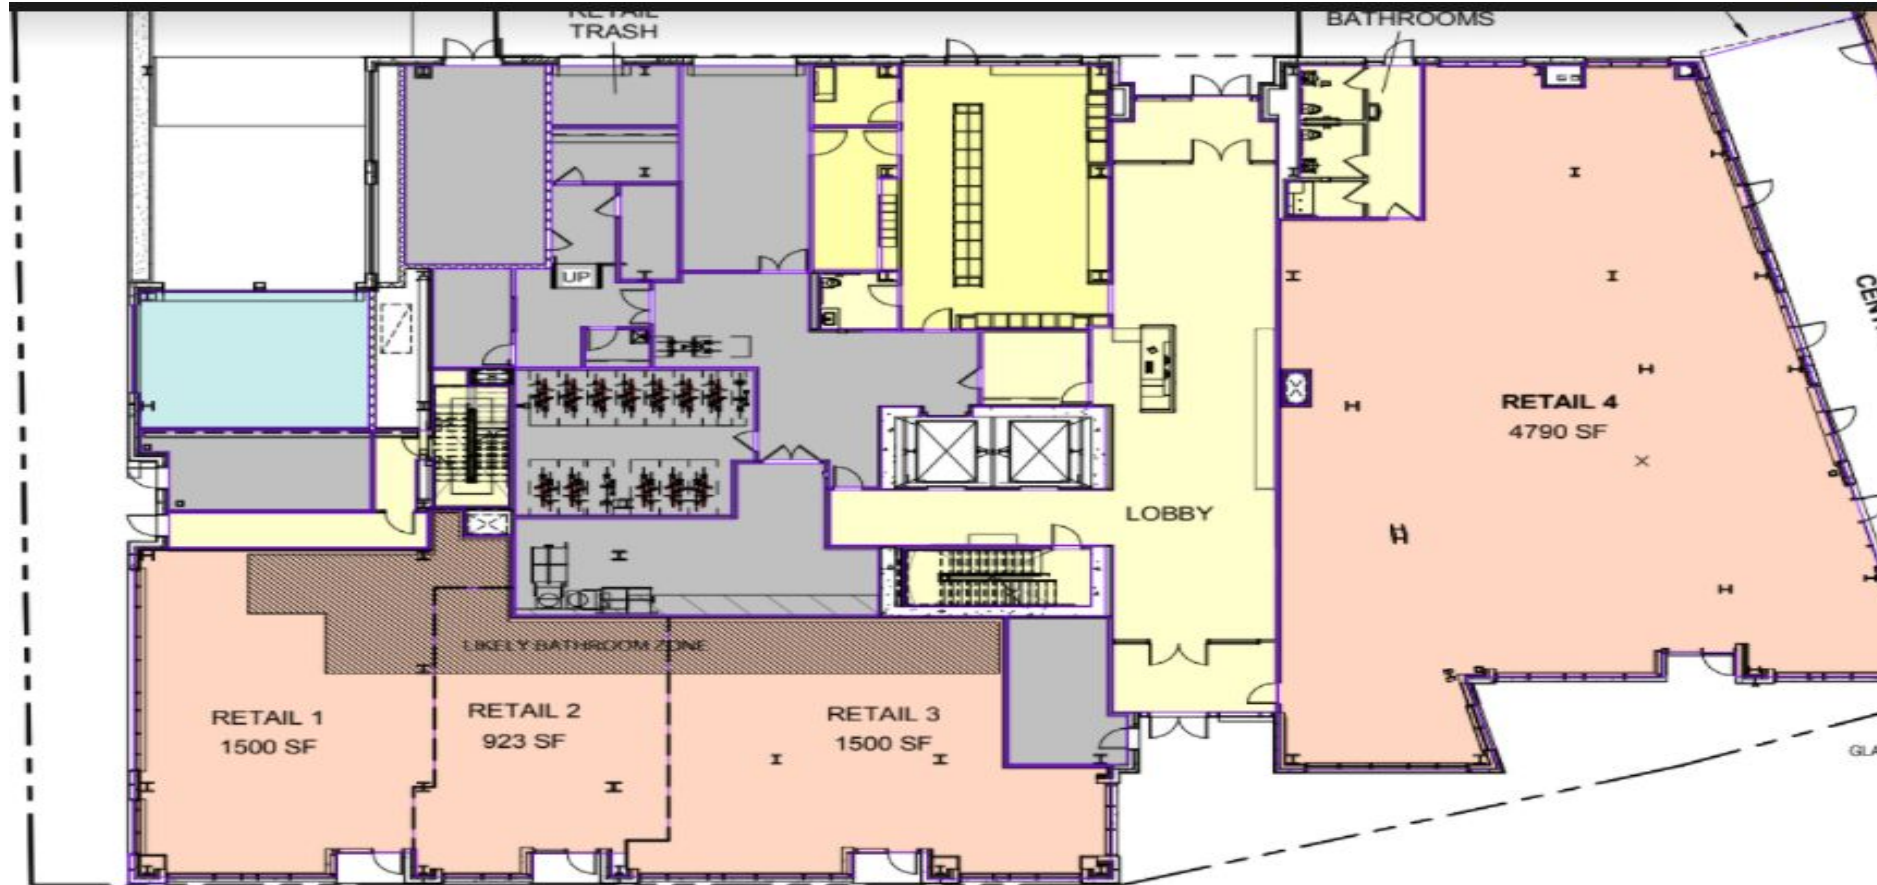 RETAIL
TRASH
BATHROOMS
UP
RETAIL 4
4790 SF
LOBBY
LIKELY BATHROOM ZONE
RETAIL 1
1500 SF
RETAIL 2
923 SF
RETAIL 3
1500 SF